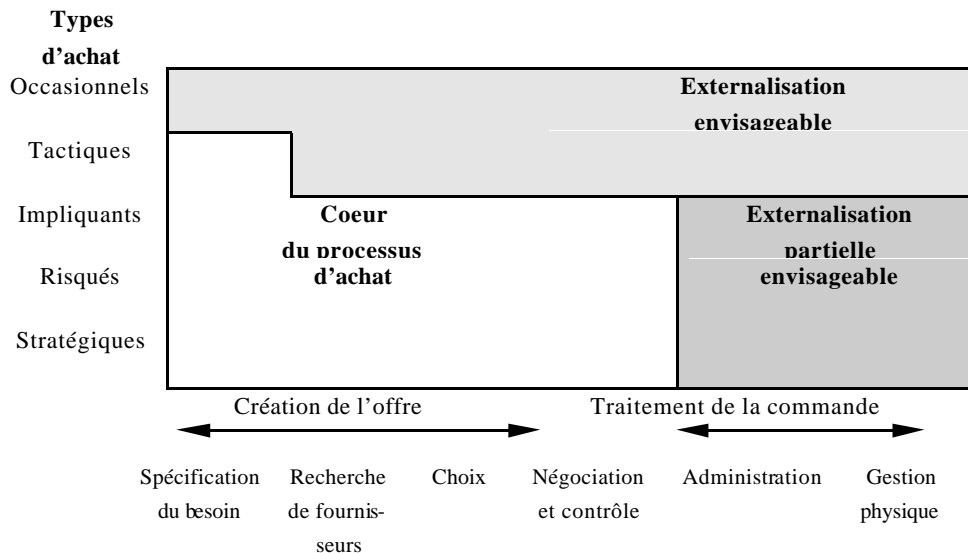 Types
d’achat
Occasionnels
Externalisation
envisageable
Tactiques
Impliquants
Coeur
du processus
d’achat
Externalisation
partielle
envisageable
Risqués
Stratégiques
Création de l’offre
Traitement de la commande
Spécification
du besoin
Recherche
de fournis-
seurs
Choix
Négociation
et contrôle
Administration
Gestion
physique